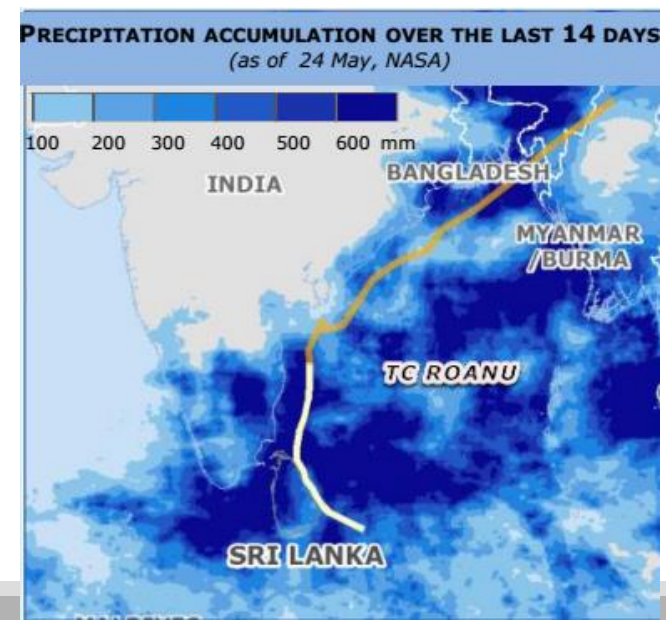 PRECIPITATION ACCUMULATION OVER THE LAST 14 DAYS
(as of 24 May, NASA)
100 200 300 400 500 600 mm
INDIA
BANGLADESH
MYANMAR
/BURMA
TC ROANU
SRI LANKA